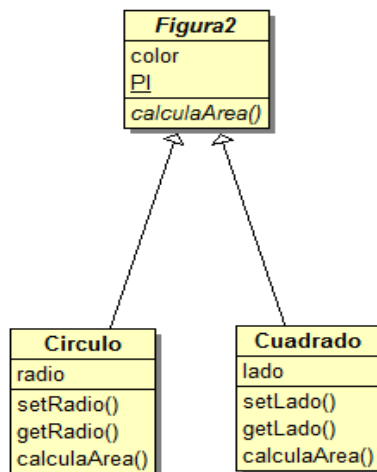 Figura2
color
PI
calculaArea()
Circulo
radio
setRadio()
getRadio()
calculaArea()
Cuadrado
lado
setLado()
getLado()
calculaArea()